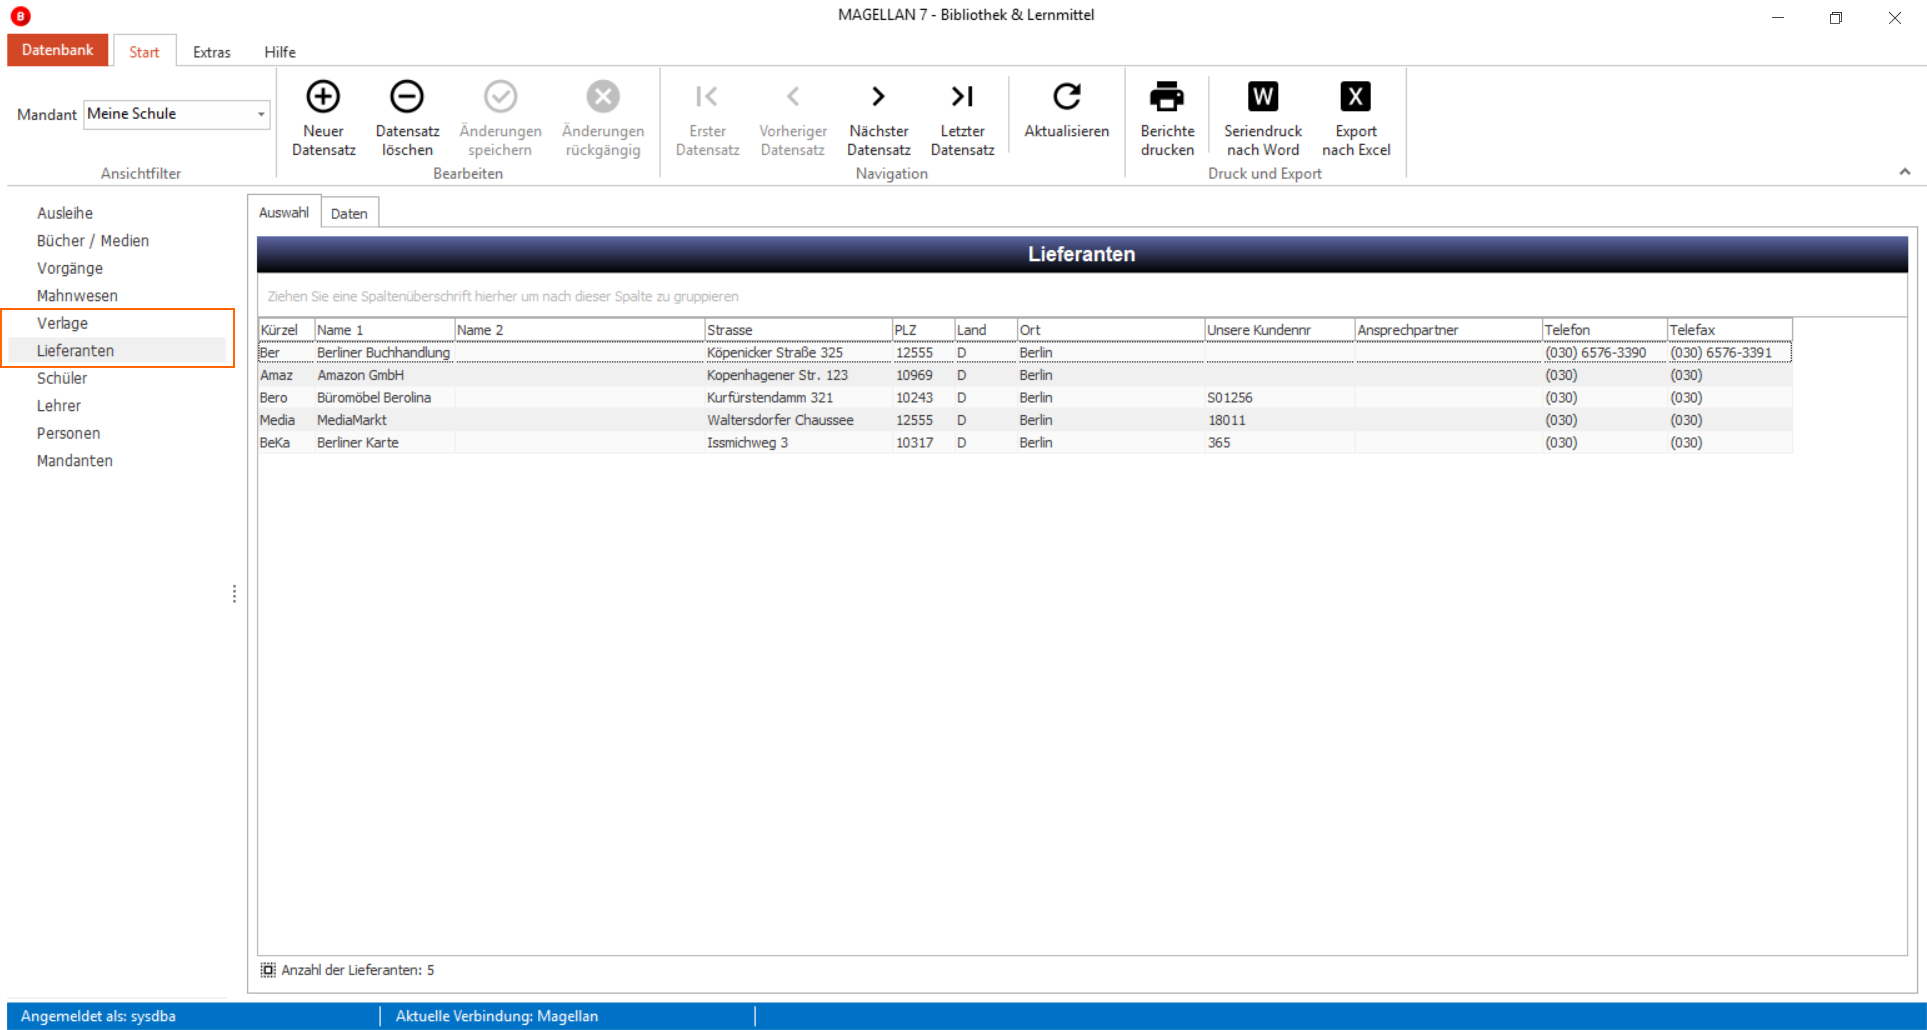 B
MAGELLAN 7 - Bibliothek & Lernmittel
Datenbank Start Extras Hilfe
Mandant Meine Schule
Neuer Datensatz
Datensatz löschen
Änderungen speichern
Änderungen rückgängig
Erster Datensatz
Vorheriger Datensatz
Nächster Datensatz
Letzter Datensatz
Aktualisieren
Berichte drucken
W
Seriendruck nach Word
X
Export nach Excel
Ansichtfilter Bearbeiten Navigation Druck und Export
Ausleihe
Bücher / Medien
Vorgänge
Mahnwesen
Verlage
Lieferanten
Schüler
Lehrer
Personen
Mandanten
Auswahl Daten
Lieferanten
Ziehen Sie eine Spaltenüberschrift hierher um nach dieser Spalte zu gruppieren
Kürzel Name 1 Name 2 Strasse PLZ Land Ort Unsere Kundennr Ansprechpartner Telefon Telefax
Ber Berliner Buchhandlung Köpenicker Straße 325 12555 D Berlin (030) 6576-3390 (030) 6576-3391
Amaz Amazon GmbH Kopenhagener Str. 123 10969 D Berlin (030) (030)
Bero Büromöbel Berolina Kurfürstendamm 321 10243 D Berlin S01256 (030) (030)
Media MediaMarkt Waltersdorfer Chaussee 12555 D Berlin 18011 (030) (030)
BeKa Berliner Karte Issmichweg 3 10317 D Berlin 365 (030) (030)
Anzahl der Lieferanten: 5
Angemeldet als: sysdba Aktuelle Verbindung: Magellan